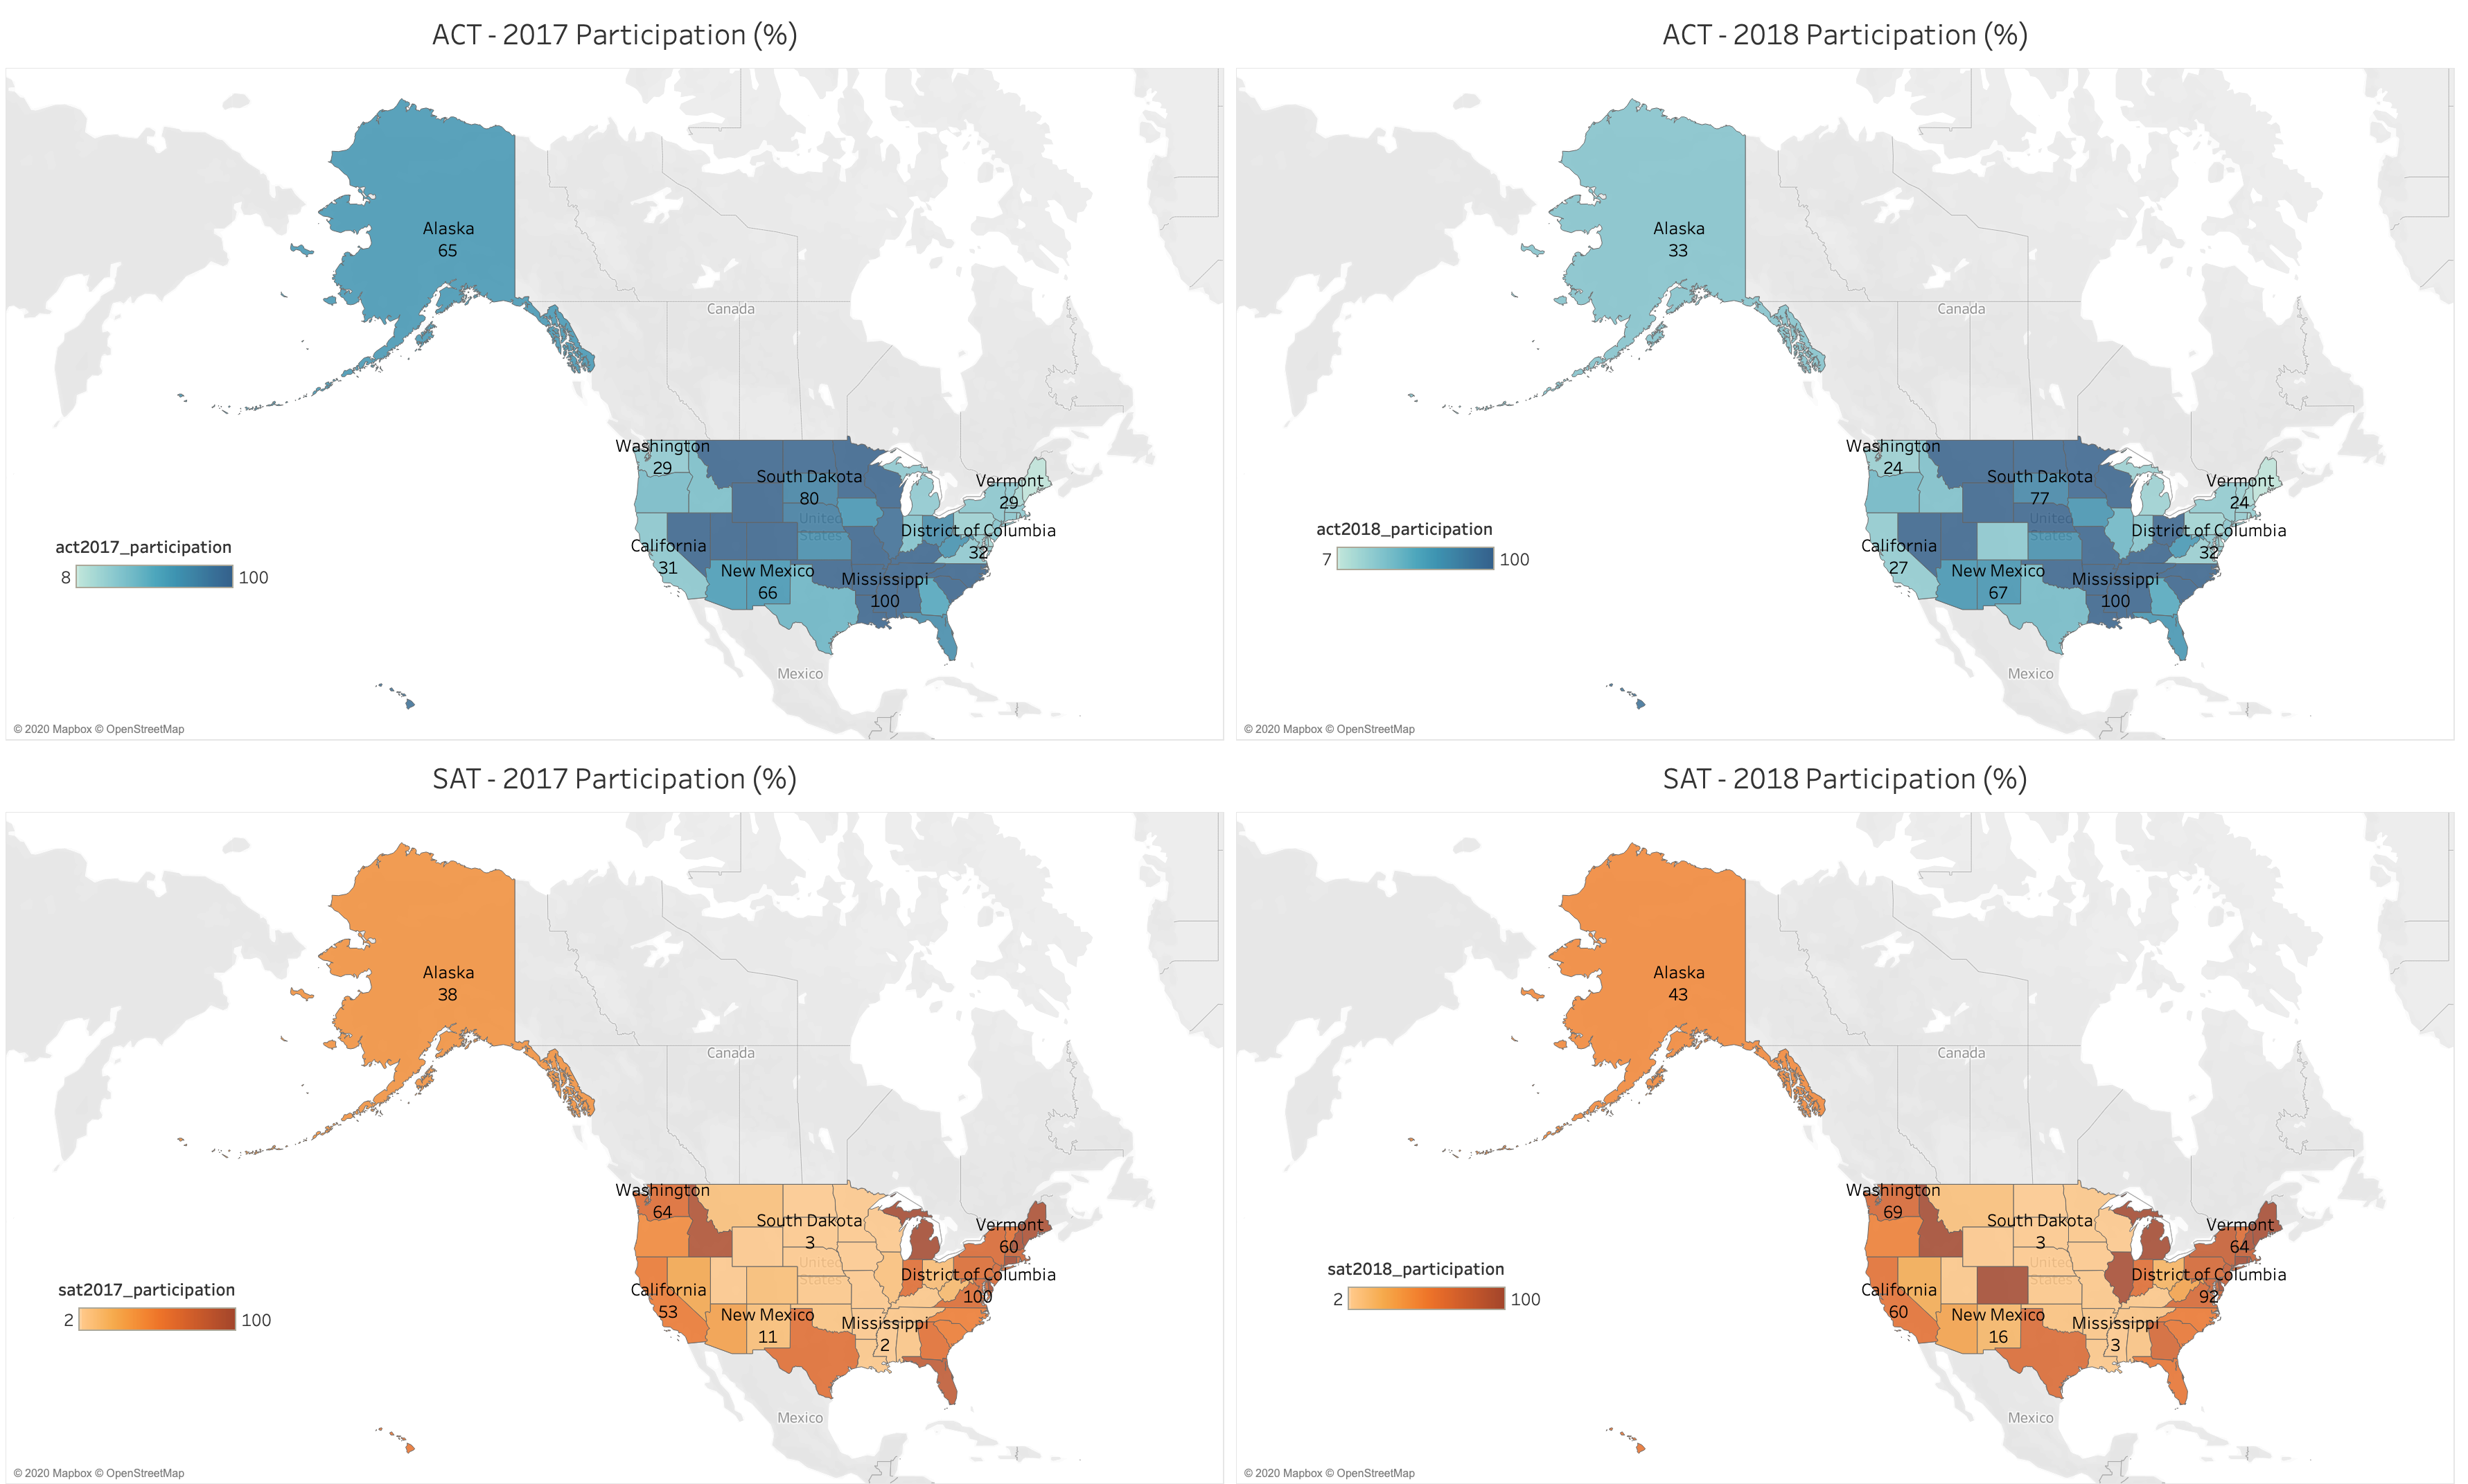 ACT - 2017 Participation (%)
Alaska
65
Canada
Washington
29
South Dakota
80
Vermont
29
United
States
District of Columbia
32
California
31
New Mexico
66
Mississippi
100
Mexico
act2017_participation
8 100
© 2020 Mapbox © OpenStreetMap
ACT - 2018 Participation (%)
Alaska
33
Canada
Washington
24
South Dakota
77
Vermont
24
United
States
District of Columbia
32
California
27
New Mexico
67
Mississippi
100
Mexico
act2018_participation
7 100
© 2020 Mapbox © OpenStreetMap
SAT - 2017 Participation (%)
Alaska
38
Canada
Washington
64
South Dakota
3
Vermont
60
United
States
District of Columbia
100
California
53
New Mexico
11
Mississippi
2
Mexico
sat2017_participation
2 100
© 2020 Mapbox © OpenStreetMap
SAT - 2018 Participation (%)
Alaska
43
Canada
Washington
69
South Dakota
3
Vermont
64
United
States
District of Columbia
92
California
60
New Mexico
16
Mississippi
3
Mexico
sat2018_participation
2 100
© 2020 Mapbox © OpenStreetMap